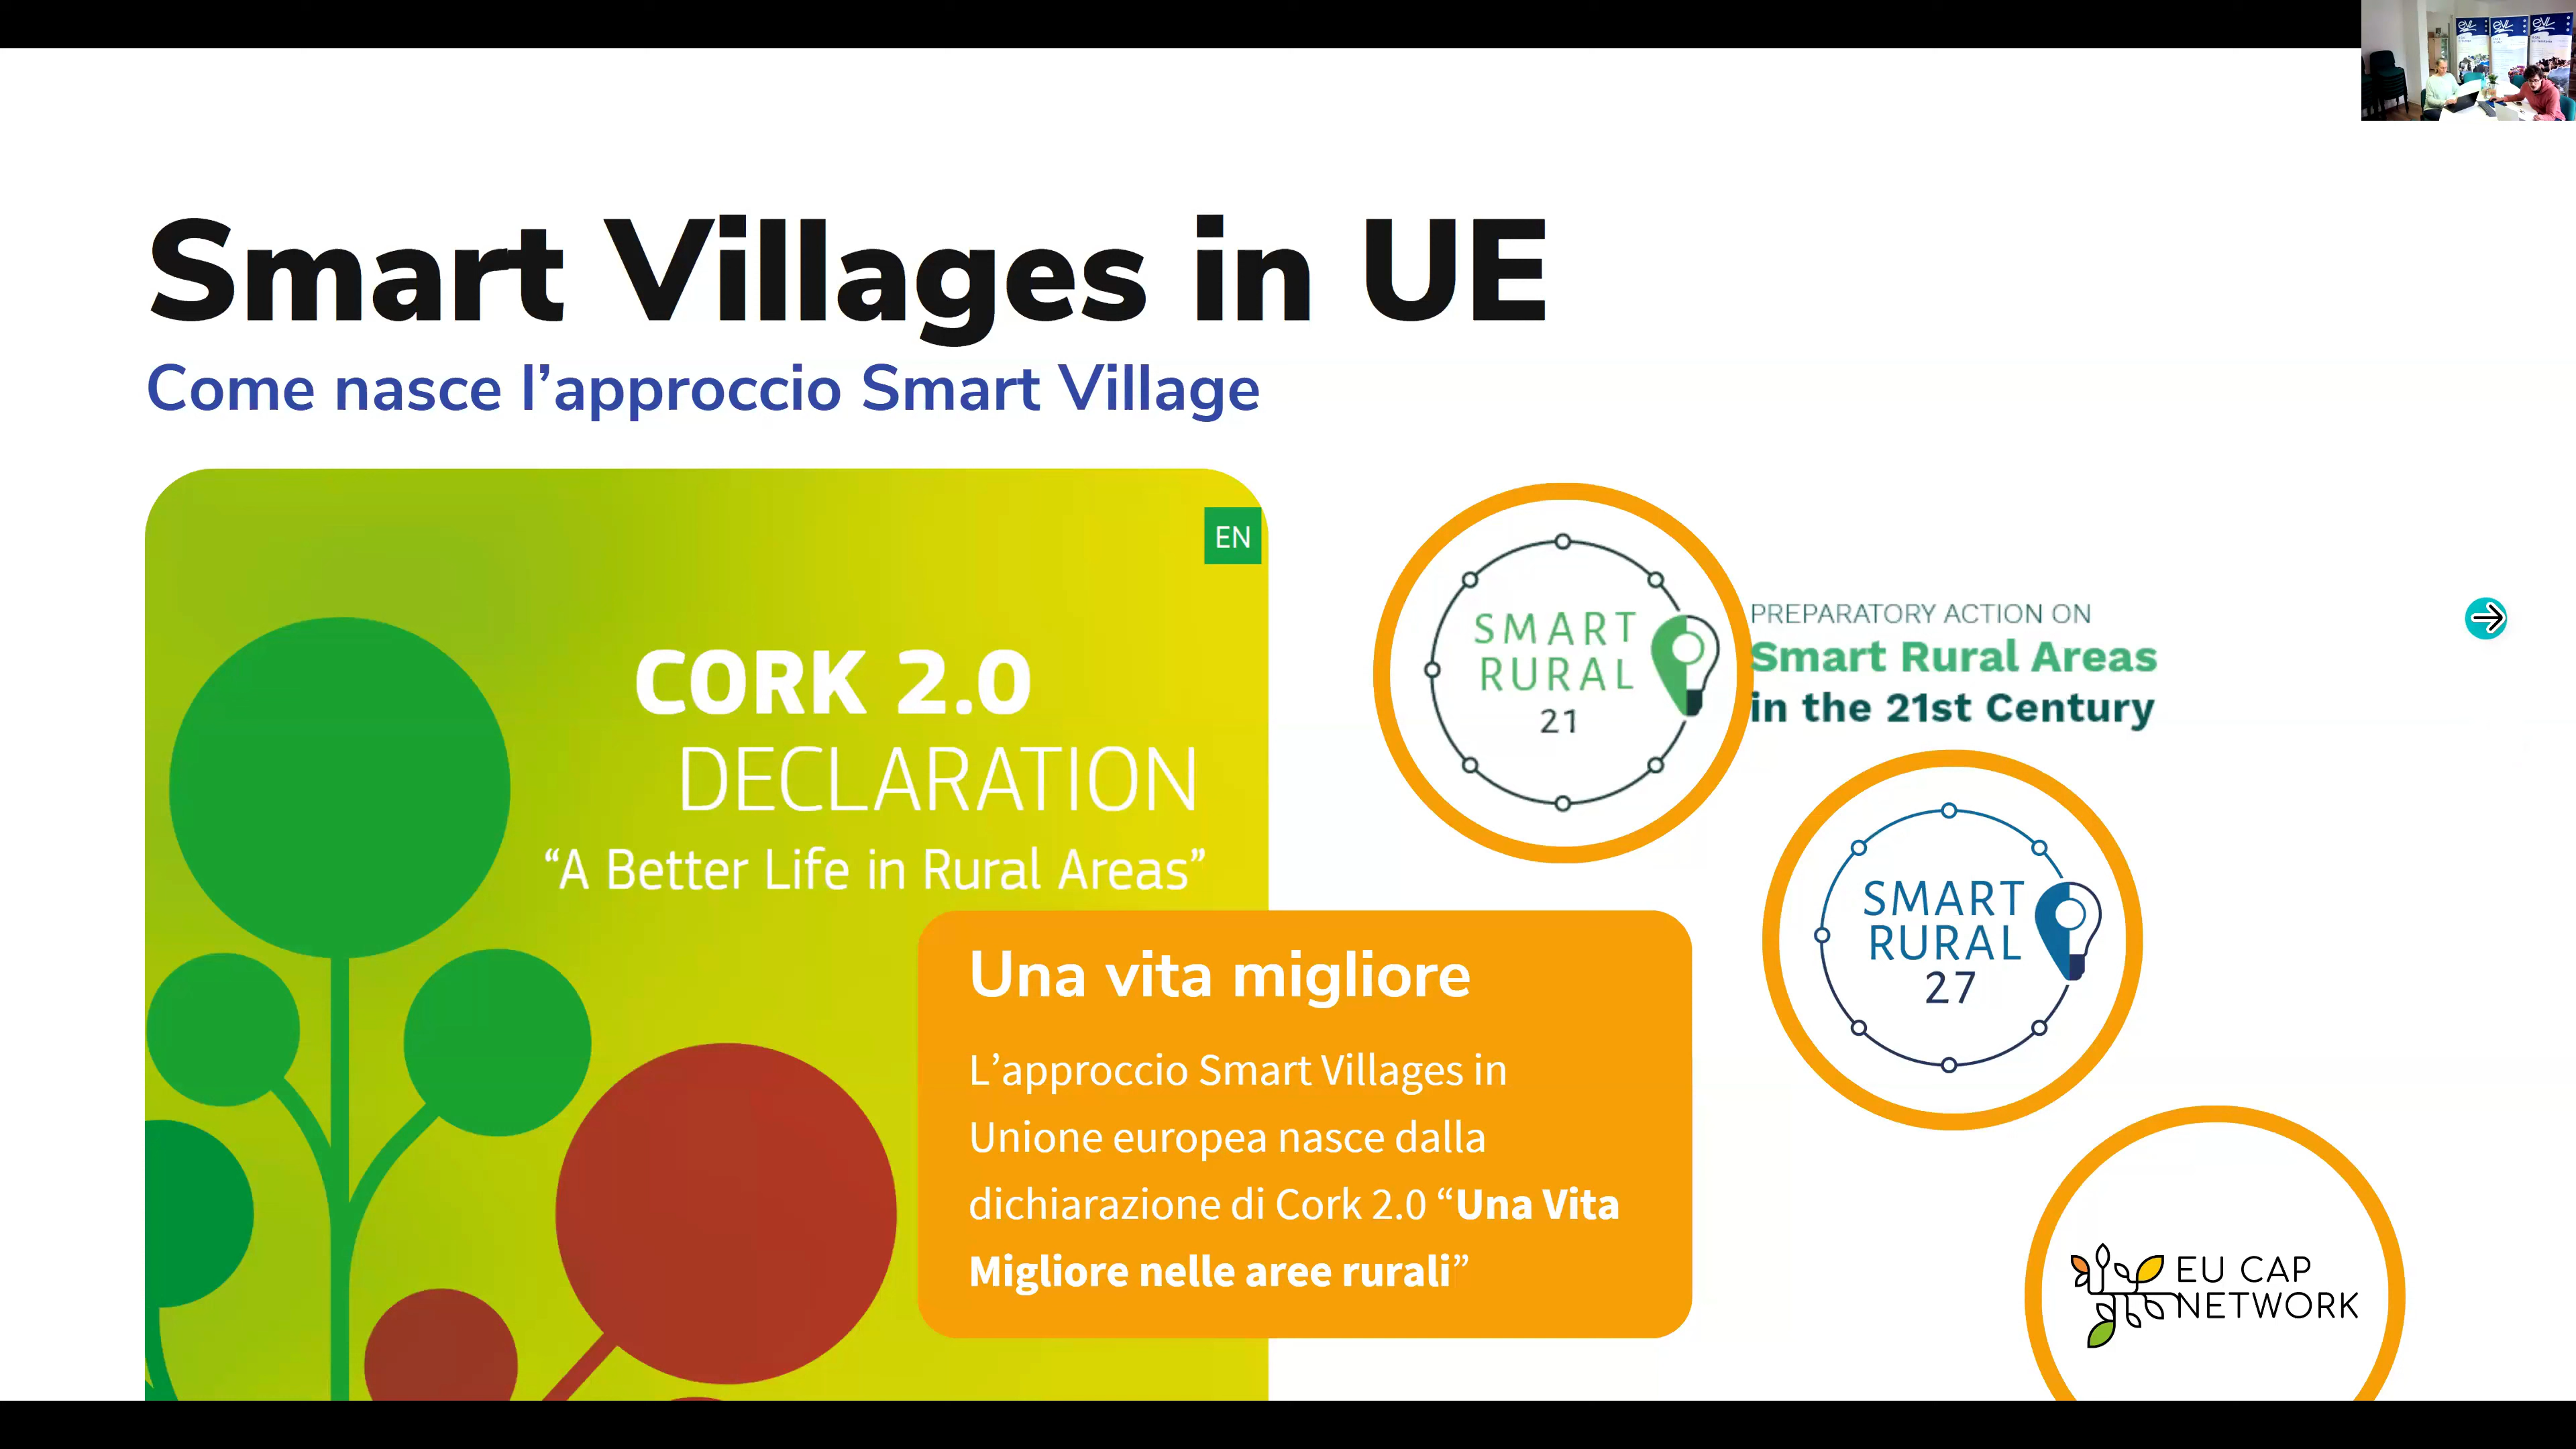 Smart Villages in UE
Come nasce l’approccio Smart Village
EN
CORK 2.0
DECLARATION
“A Better Life in Rural Areas”
Una vita migliore
L’approccio Smart Villages in
Unione europea nasce dalla
dichiarazione di Cork 2.0 “Una Vita
Migliore nelle aree rurali”
SMART
RURAL
21
PREPARATORY ACTION ON
Smart Rural Areas
in the 21st Century
SMART
RURAL
27
EU CAP
NETWORK